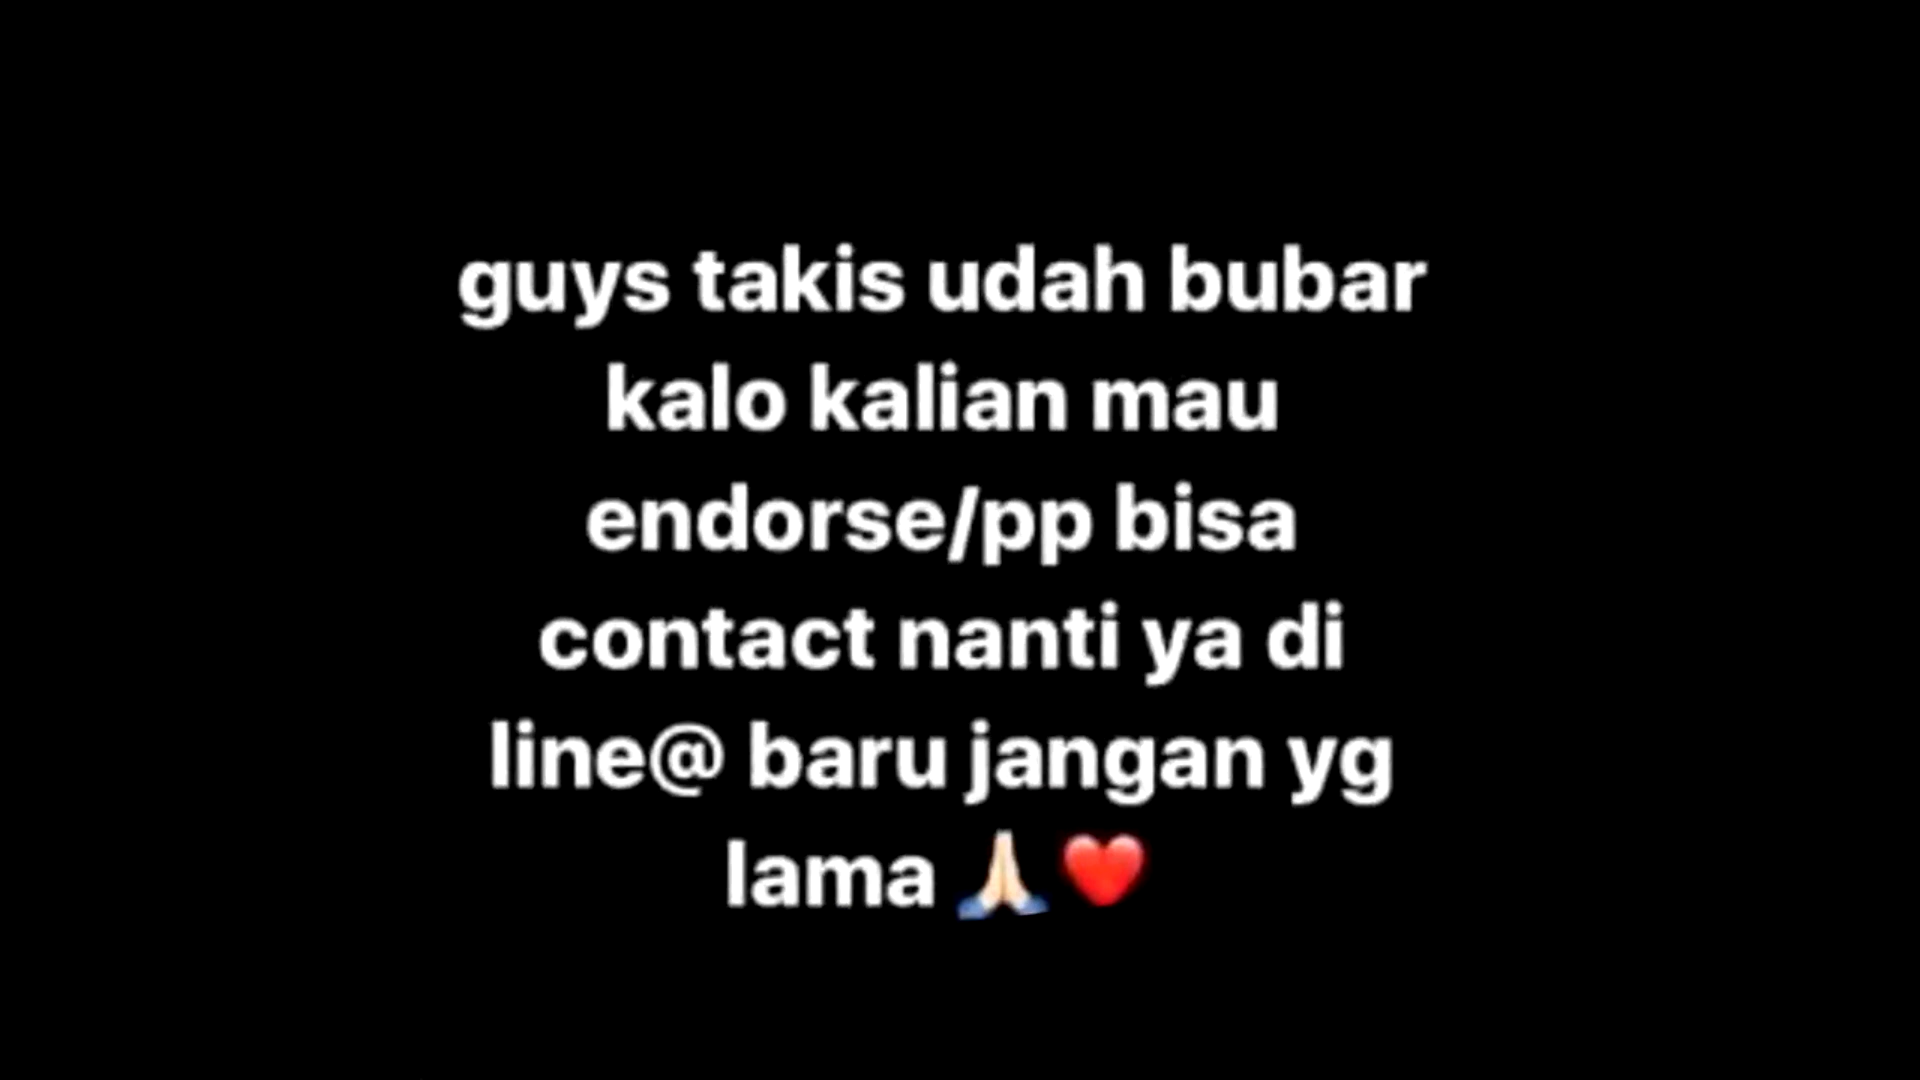 guys takis udah bubar
kalo kalian mau
endorse/pp bisa
contact nanti ya di
line@ baru jangan yg
lama 🙏🏻❤️